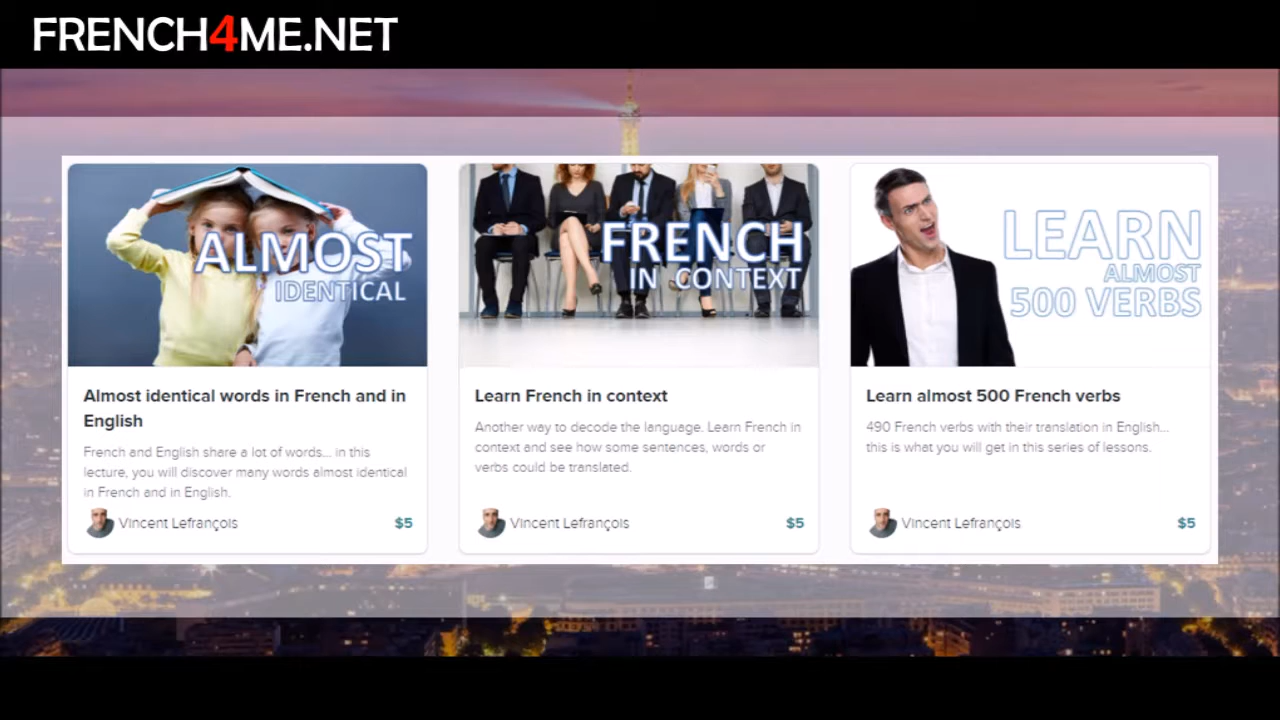 FRENCH4ME.NET
ALMOST
IDENTICAL
Almost identical words in French and in
English
French and English share a lot of words... in this
lecture, you will discover many words almost identical
in French and in English.
Vincent Lefrançois
$5
FRENCH
IN CONTEXT
Learn French in context
Another way to decode the language. Learn French in
context and see how some sentences, words or
verbs could be translated.
Vincent Lefrançois
$5
LEARN
ALMOST
500 VERBS
Learn almost 500 French verbs
490 French verbs with their translation in English...
this is what you will get in this series of lessons.
Vincent Lefrançois
$5